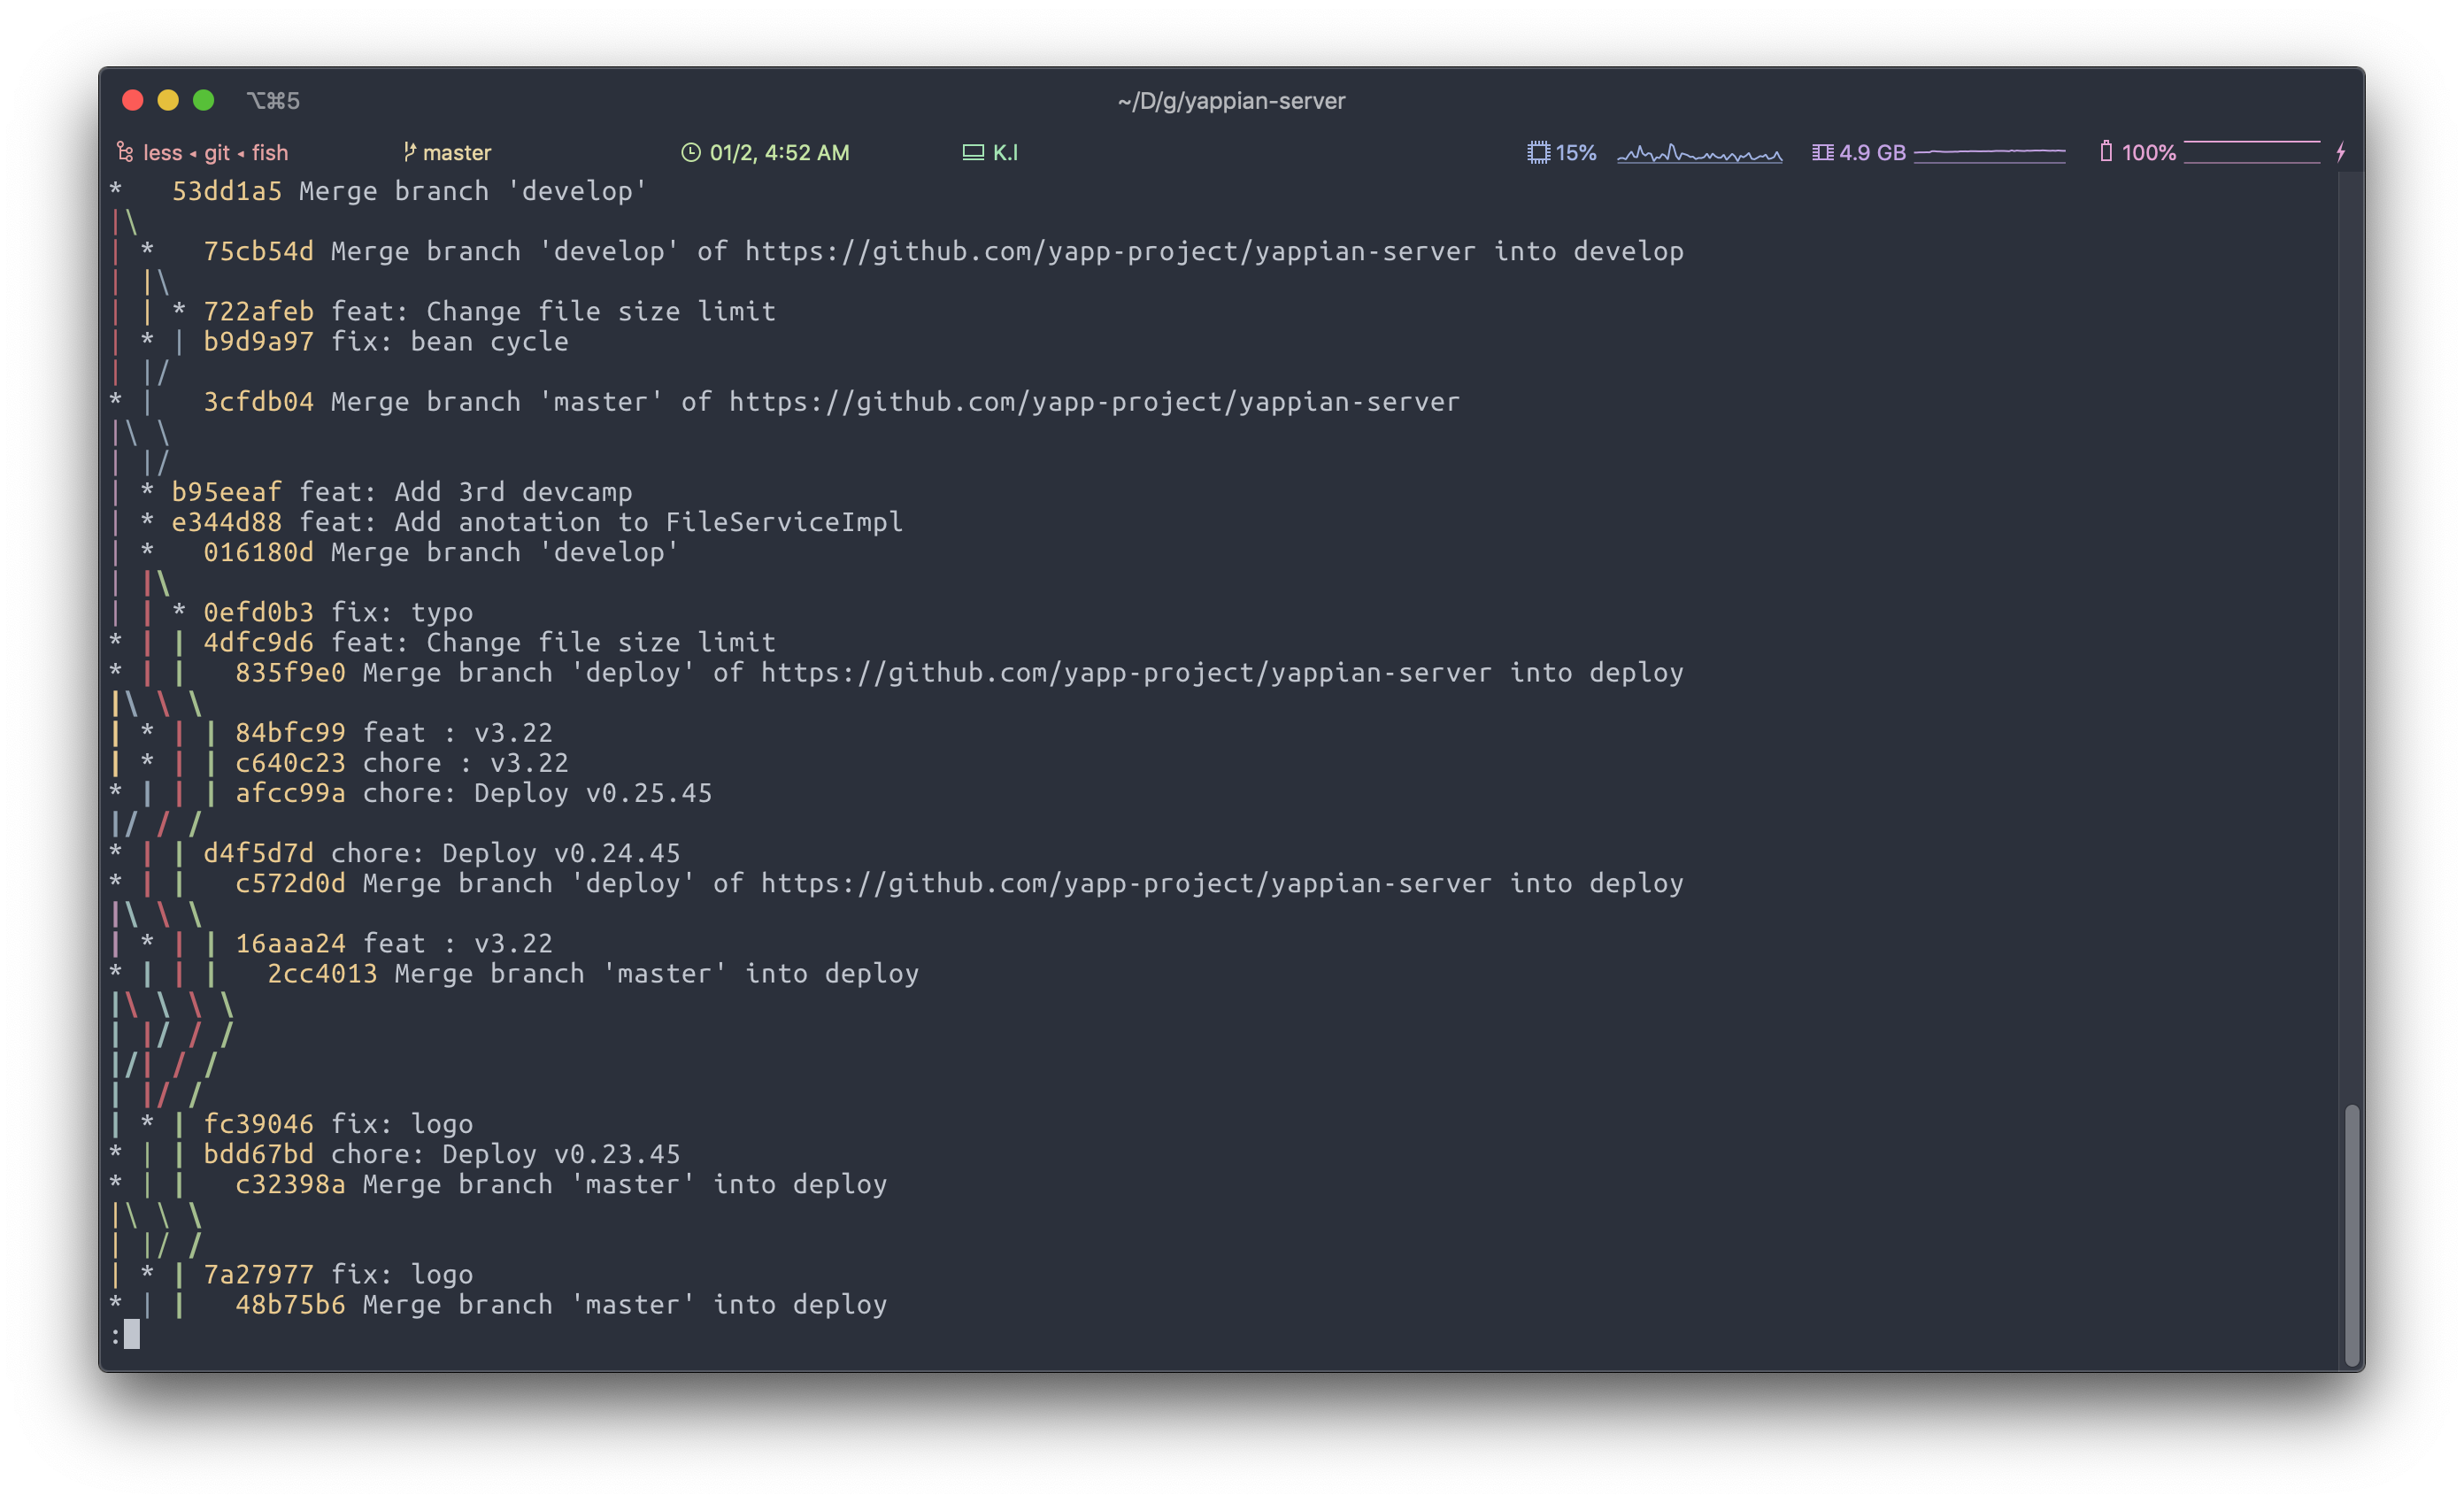 ⌥⌘5 ~/D/g/yappian-server
less ◂ git ◂ fish master 01/2, 4:52 AM K.I 15% 4.9 GB 100%
*   53dd1a5 Merge branch 'develop'
|\
| *   75cb54d Merge branch 'develop' of https://github.com/yapp-project/yappian-server into develop
| |\
| | * 722afeb feat: Change file size limit
| * | b9d9a97 fix: bean cycle
| |/
* |   3cfdb04 Merge branch 'master' of https://github.com/yapp-project/yappian-server
|\ \
| |/
| * b95eeaf feat: Add 3rd devcamp
| * e344d88 feat: Add anotation to FileServiceImpl
| *   016180d Merge branch 'develop'
| |\
| | * 0efd0b3 fix: typo
* | | 4dfc9d6 feat: Change file size limit
* | |   835f9e0 Merge branch 'deploy' of https://github.com/yapp-project/yappian-server into deploy
|\ \ \
| * | | 84bfc99 feat : v3.22
| * | | c640c23 chore : v3.22
* | | | afcc99a chore: Deploy v0.25.45
|/ / /
* | | d4f5d7d chore: Deploy v0.24.45
* | |   c572d0d Merge branch 'deploy' of https://github.com/yapp-project/yappian-server into deploy
|\ \ \
| * | | 16aaa24 feat : v3.22
* | | |   2cc4013 Merge branch 'master' into deploy
|\ \ \ \
| |/ / /
|/| / /
| |/ /
| * | fc39046 fix: logo
* | | bdd67bd chore: Deploy v0.23.45
* | |   c32398a Merge branch 'master' into deploy
|\ \ \
| |/ /
| * | 7a27977 fix: logo
* | |   48b75b6 Merge branch 'master' into deploy
: